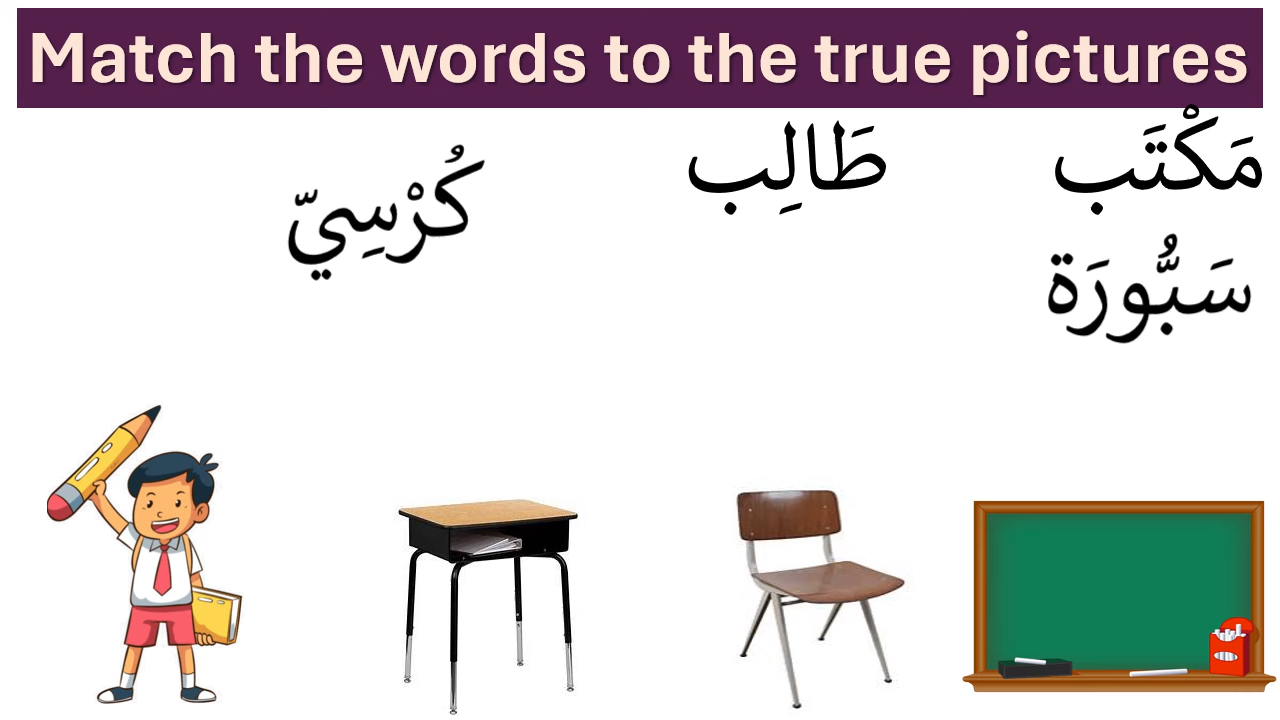 Match the words to the true pictures
مَكْتَب
طَالِب
كُرْسِيّ
سَبُّورَة